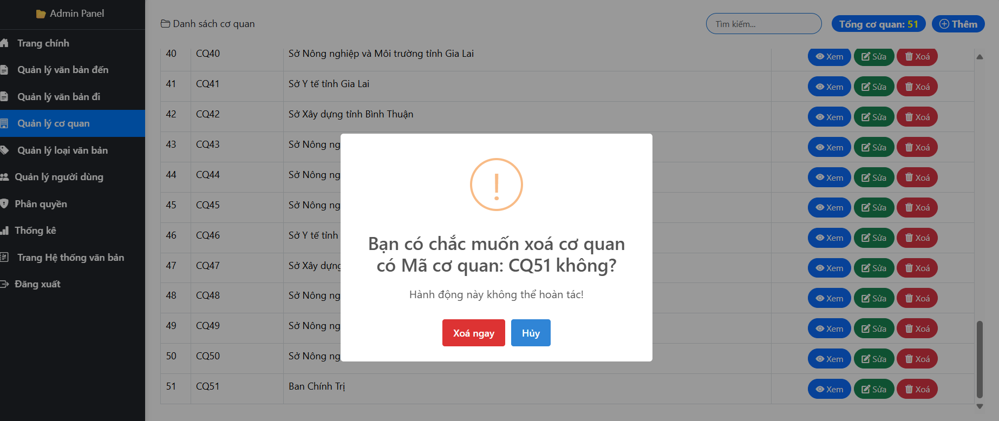 Admin Panel
Trang chính
Quản lý văn bản đến
Quản lý văn bản đi
Quản lý cơ quan
Quản lý loại văn bản
Quản lý người dùng
Phân quyền
Thống kê
Trang Hệ thống văn bản
Đăng xuất
Danh sách cơ quan
Tìm kiếm...
Tổng cơ quan: 51
Thêm
40 CQ40 Sở Nông nghiệp và Môi trường tỉnh Gia Lai Xem Sửa Xoá
41 CQ41 Sở Y tế tỉnh Gia Lai Xem Sửa Xoá
42 CQ42 Sở Xây dựng tỉnh Bình Thuận Xem Sửa Xoá
43 CQ43 Sở Nông ng Xem Sửa Xoá
44 CQ44 Sở Nông ng Xem Sửa Xoá
45 CQ45 Sở Nông ng Xem Sửa Xoá
46 CQ46 Sở Y tế tỉnh Xem Sửa Xoá
47 CQ47 Sở Xây dựng Xem Sửa Xoá
48 CQ48 Sở Nông ng Xem Sửa Xoá
49 CQ49 Sở Nông ng Xem Sửa Xoá
50 CQ50 Sở Nông ng Xem Sửa Xoá
51 CQ51 Ban Chính Trị Xem Sửa Xoá
Bạn có chắc muốn xoá cơ quan
có Mã cơ quan: CQ51 không?
Hành động này không thể hoàn tác!
Xoá ngay
Hủy